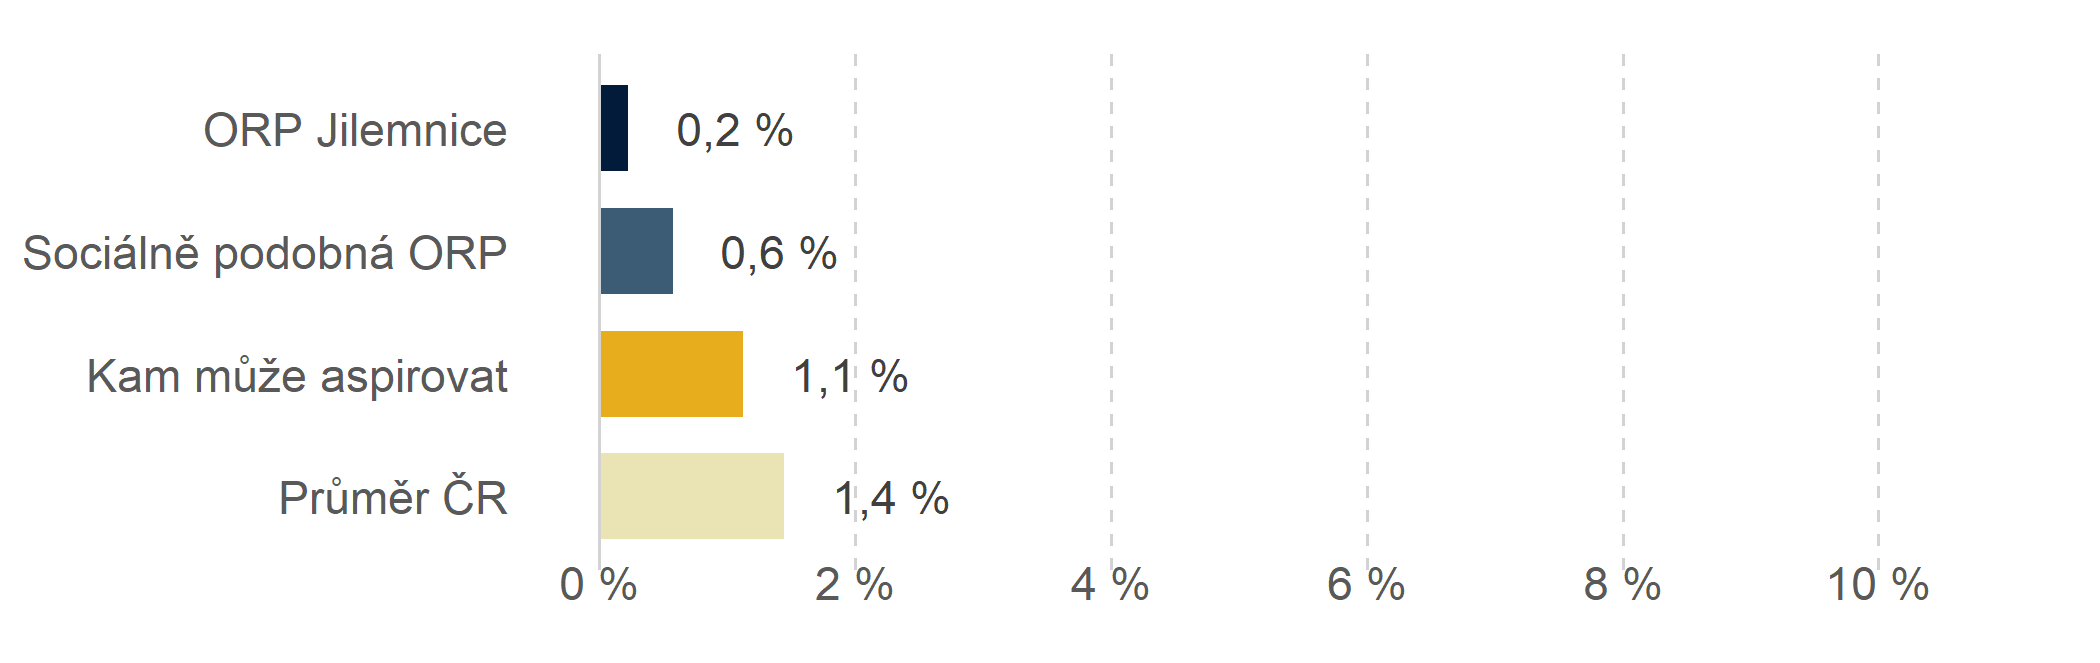 ORP Jilemnice 0,2 %
Sociálně podobná ORP 0,6 %
Kam může aspirovat 1,1 %
Průměr ČR 1,4 %
0 % 2 % 4 % 6 % 8 % 10 %